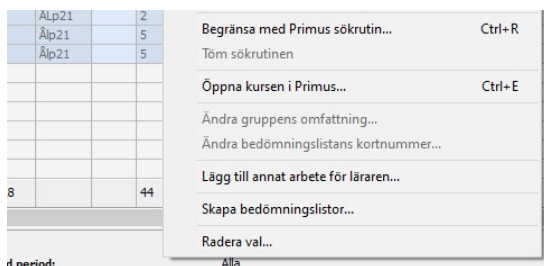 ÅLp21 2
Begränsa med Primus sökrutin... Ctrl+R
Ålp21 5
Ålp21 5
Töm sökrutinen
Öppna kursen i Primus... Ctrl+E
Ändra gruppens omfattning...
Ändra bedömningslistans kortnummer...
Lägg till annat arbete för läraren...
8 44
Skapa bedömningslistor...
Radera val...
d period: Alla